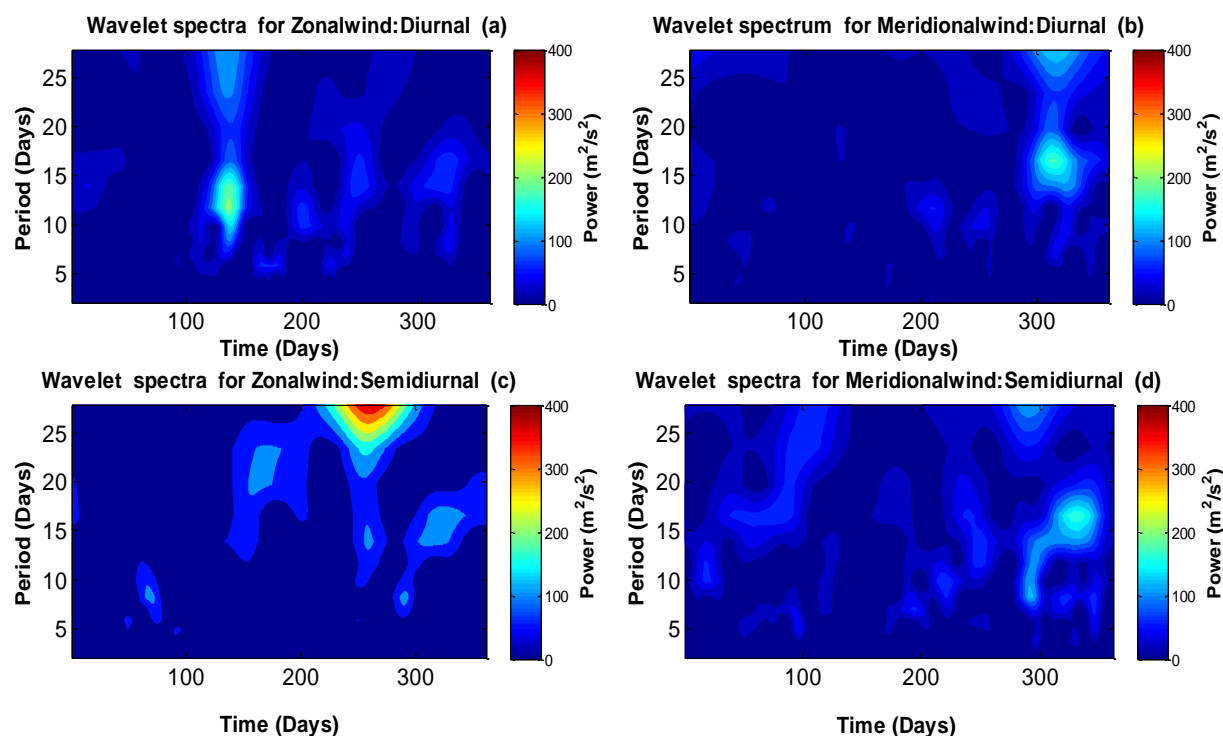 Wavelet spectra for Zonalwind:Diurnal (a)
Period (Days)
25
20
15
10
5
100 200 300
Time (Days)
400
300
200
100
0
Power (m²/s²)
Wavelet spectrum for Meridionalwind:Diurnal (b)
Period (Days)
25
20
15
10
5
100 200 300
Time (Days)
400
300
200
100
0
Power (m²/s²)
Wavelet spectra for Zonalwind:Semidiurnal (c)
Period (Days)
25
20
15
10
5
100 200 300
Time (Days)
400
300
200
100
0
Power (m²/s²)
Wavelet spectra for Meridionalwind:Semidiurnal (d)
Period (Days)
25
20
15
10
5
100 200 300
Time (Days)
400
300
200
100
0
Power (m²/s²)